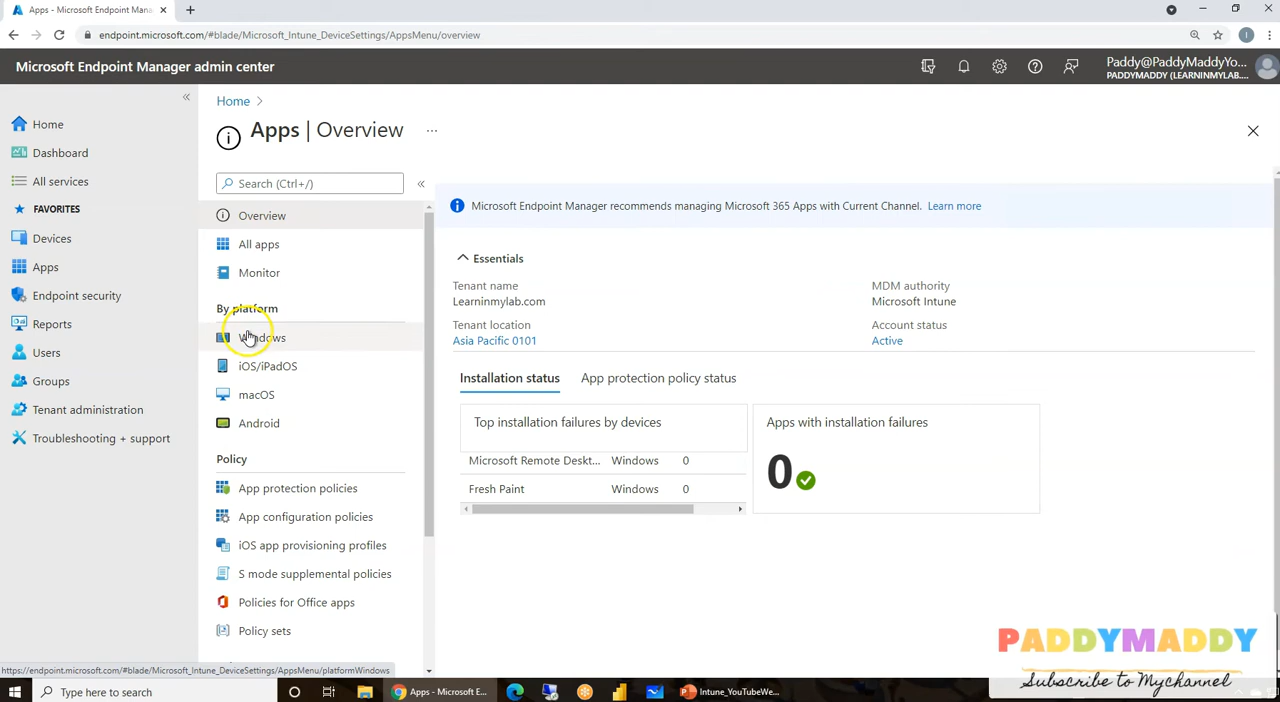 Apps - Microsoft Endpoint Mana
endpoint.microsoft.com/#blade/Microsoft_Intune_DeviceSettings/AppsMenu/overview
Microsoft Endpoint Manager admin center
Paddy@PaddyMaddyYo...
PADDYMADDY (LEARNINMYLAB....
Home
Dashboard
All services
FAVORITES
Devices
Apps
Endpoint security
Reports
Users
Groups
Tenant administration
Troubleshooting + support
Home >
Apps | Overview ...
Search (Ctrl+/)
Overview
All apps
Monitor
By platform
Windows
iOS/iPadOS
macOS
Android
Policy
App protection policies
App configuration policies
iOS app provisioning profiles
S mode supplemental policies
Policies for Office apps
Policy sets
Microsoft Endpoint Manager recommends managing Microsoft 365 Apps with Current Channel. Learn more
Essentials
Tenant name
Learninmylab.com
Tenant location
Asia Pacific 0101
MDM authority
Microsoft Intune
Account status
Active
Installation status App protection policy status
Top installation failures by devices
Microsoft Remote Deskt... Windows 0
Fresh Paint Windows 0
Apps with installation failures
0
PADDYMADDY
Subscribe to Mychannel
https://endpoint.microsoft.com/#blade/Microsoft_Intune_DeviceSettings/AppsMenu/platformWindows
Type here to search
Apps - Microsoft E...
Intune_YouTubeWe...